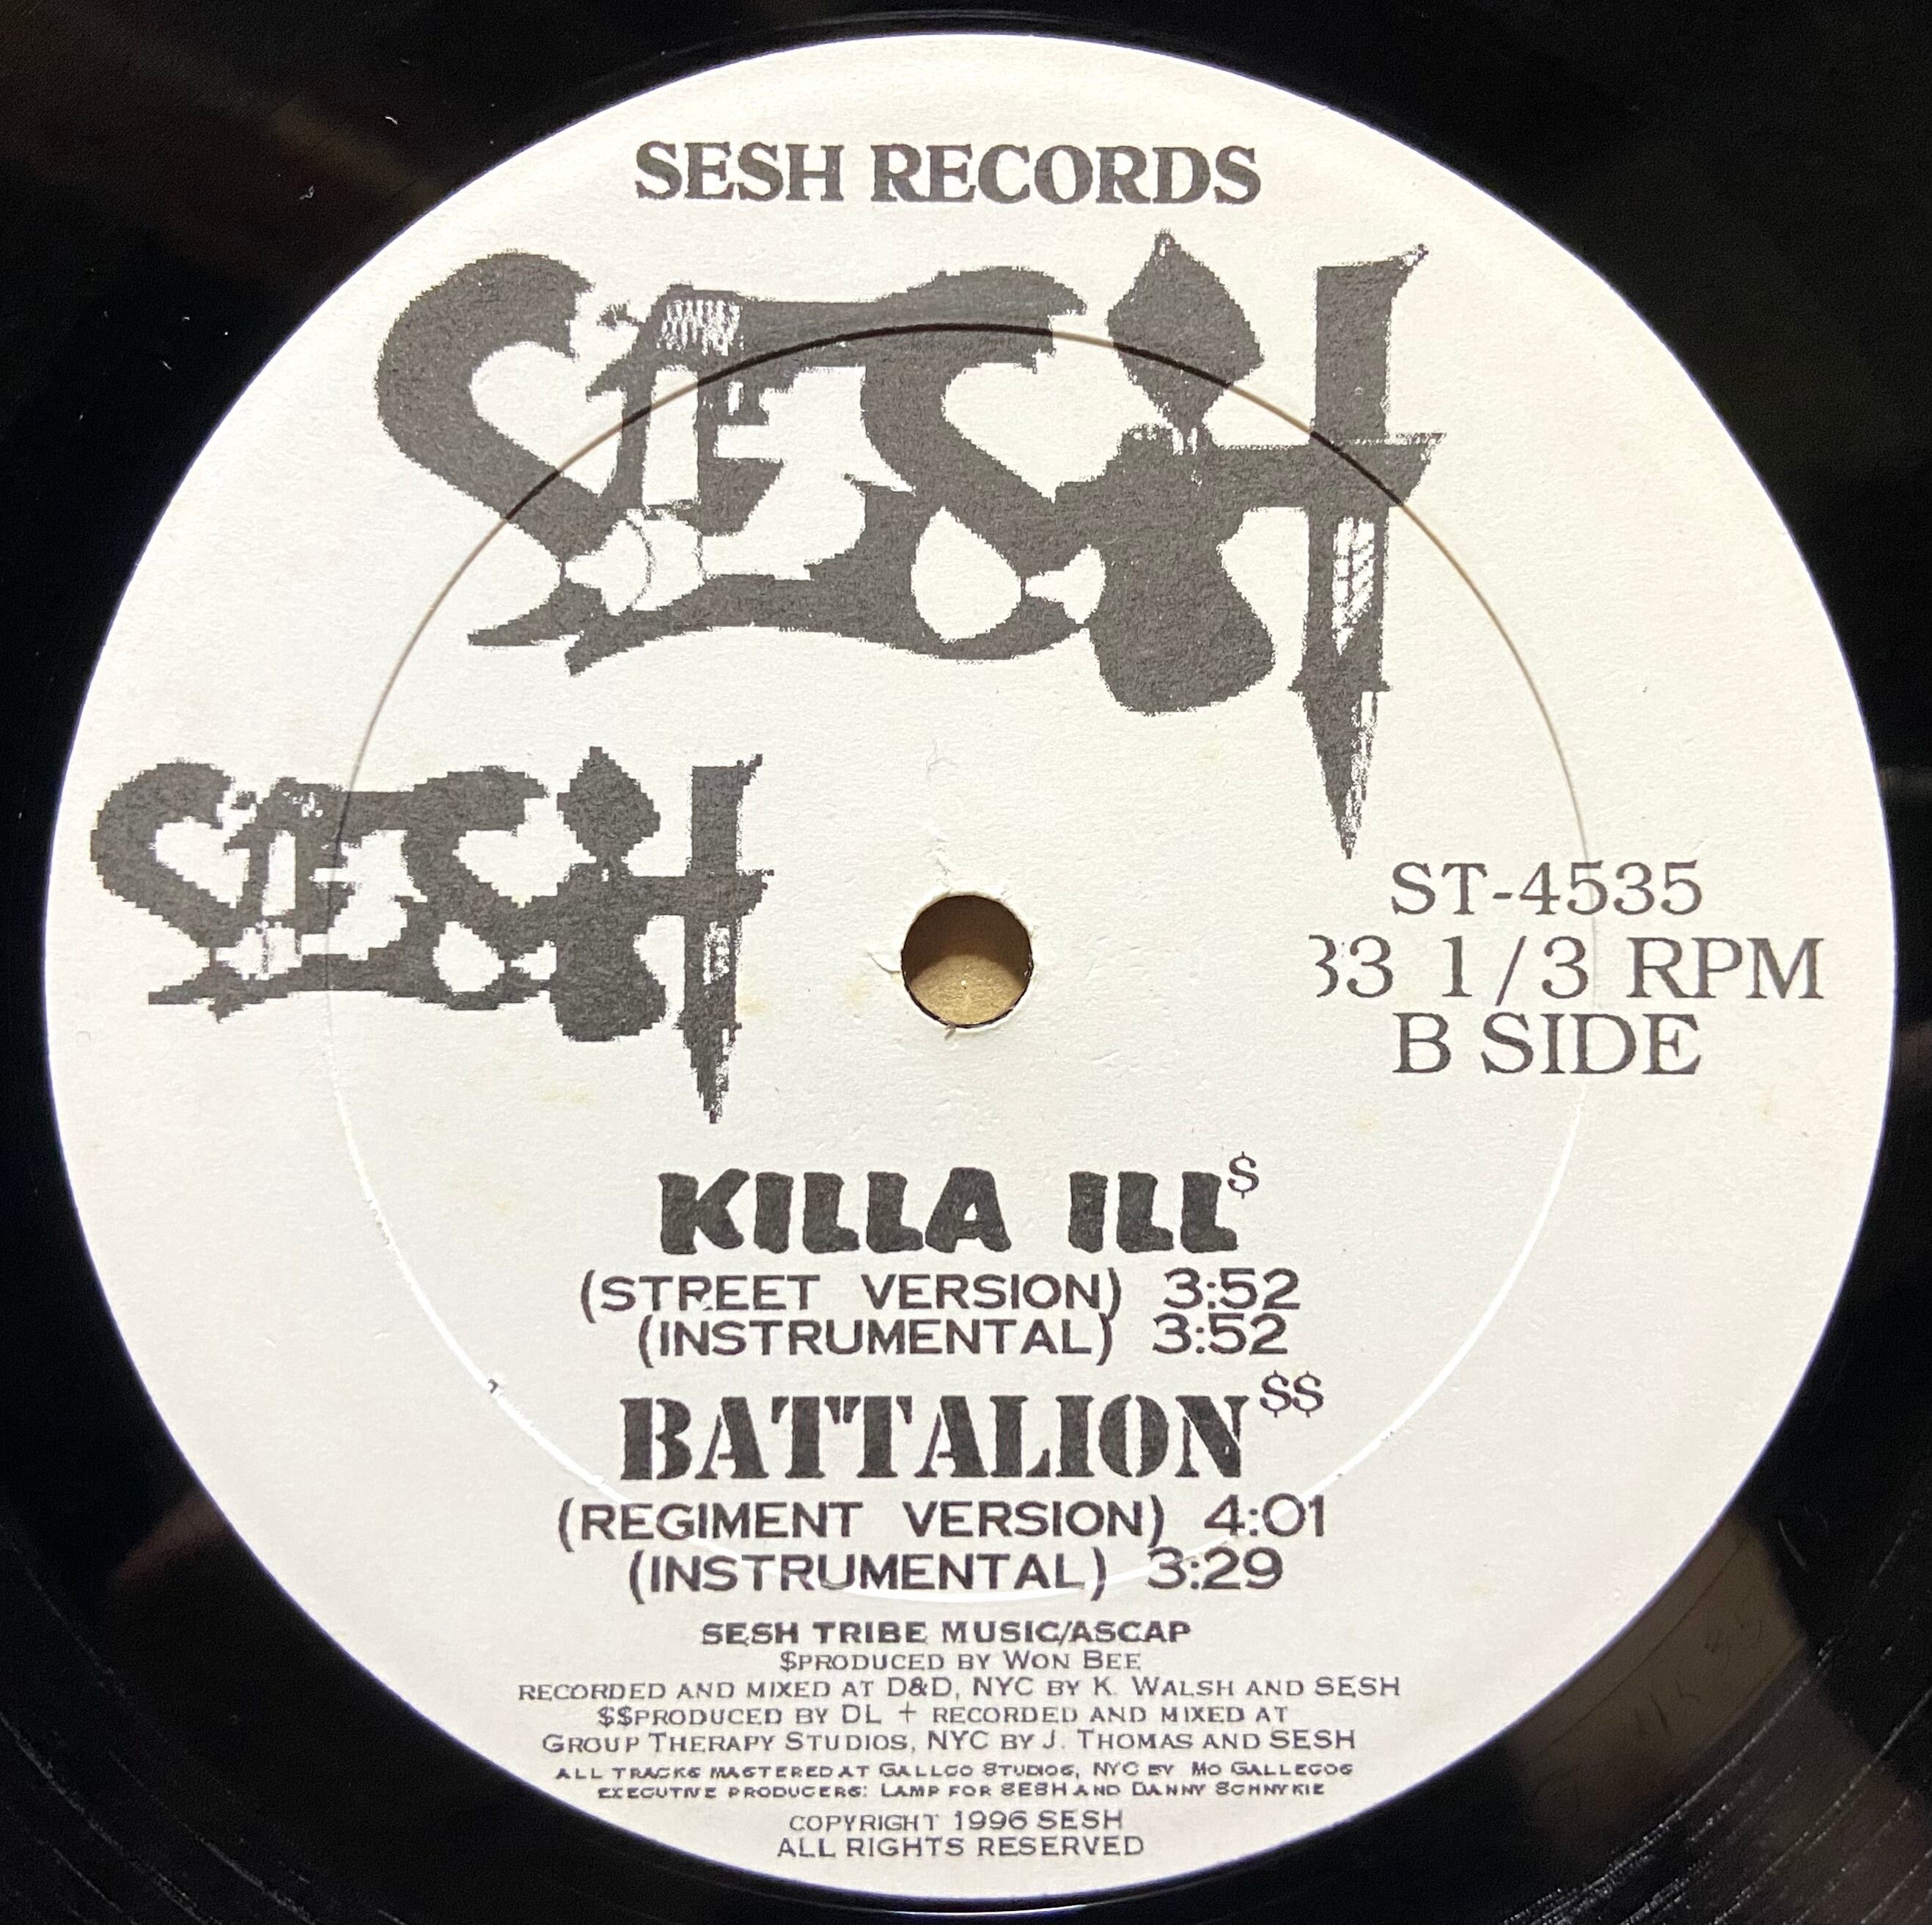 SESH RECORDS
SESH
SESH
ST-4535
33 1/3 RPM
B SIDE
KILLA ILL$
(STREET VERSION) 3:52
(INSTRUMENTAL) 3:52
BATTALION$$
(REGIMENT VERSION) 4:01
(INSTRUMENTAL) 3:29
SESH TRIBE MUSIC/ASCAP
$PRODUCED BY WON BEE
RECORDED AND MIXED AT D&D, NYC BY K. WALSH AND SESH
$$PRODUCED BY DL + RECORDED AND MIXED AT
GROUP THERAPY STUDIOS, NYC BY J. THOMAS AND SESH
ALL TRACKS MASTERED AT GALLGO STUDIOS, NYC BY MO GALLEGOS
EXECUTIVE PRODUCERS: LAMP FOR SESH AND DANNY SCHNYKIE
COPYRIGHT 1996 SESH
ALL RIGHTS RESERVED